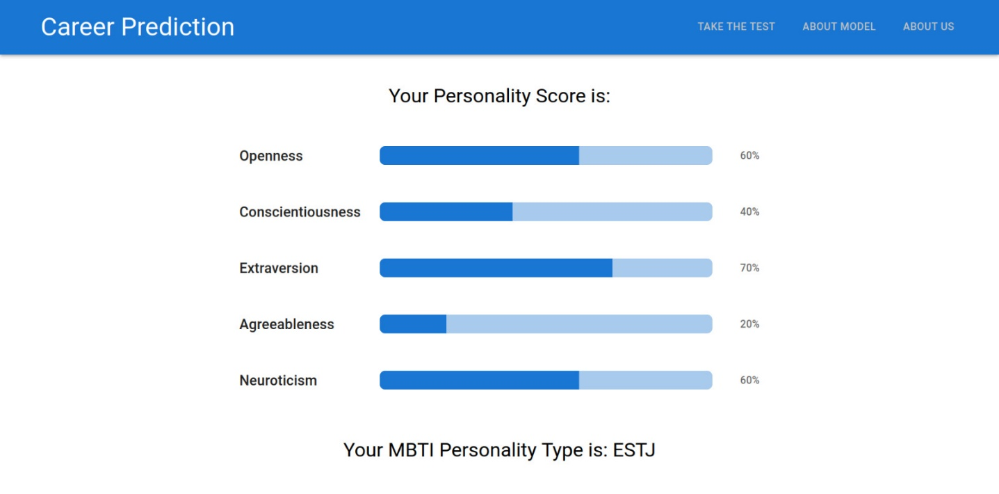 Career Prediction
TAKE THE TEST ABOUT MODEL ABOUT US
Your Personality Score is:
Openness 60%
Conscientiousness 40%
Extraversion 70%
Agreeableness 20%
Neuroticism 60%
Your MBTI Personality Type is: ESTJ